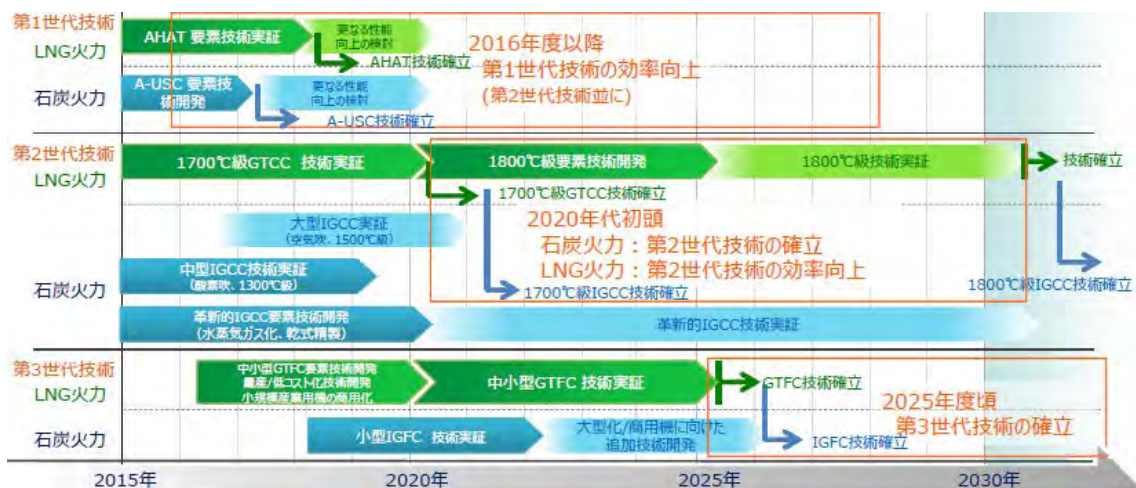 第1世代技術
LNG火力
AHAT 要素技術実証
更なる性能
向上の検討
AHAT技術確立
2016年度以降
第1世代技術の効率向上
(第2世代技術並に)
石炭火力
A-USC 要素技
術開発
更なる性能
向上の検討
A-USC技術確立
第2世代技術
LNG火力
1700℃級GTCC 技術実証
1800℃級要素技術開発
1800℃級技術実証
技術確立
1700℃級GTCC技術確立
2020年代初頭
石炭火力：第2世代技術の確立
LNG火力：第2世代技術の効率向上
大型IGCC実証
(空気吹、1500℃級)
石炭火力
中型IGCC技術実証
(酸素吹、1300℃級)
1700℃級IGCC技術確立
1800℃級IGCC技術確立
革新的IGCC要素技術開発
(水蒸気ガス化、乾式精製)
革新的IGCC技術実証
第3世代技術
LNG火力
中小型GTFC要素技術開発
量産/低コスト化技術開発
小規模産業用機の商用化
中小型GTFC 技術実証
GTFC技術確立
2025年度頃
第3世代技術の確立
石炭火力
小型IGFC 技術実証
大型化/商用機に向けた
追加技術開発
IGFC技術確立
2015年
2020年
2025年
2030年